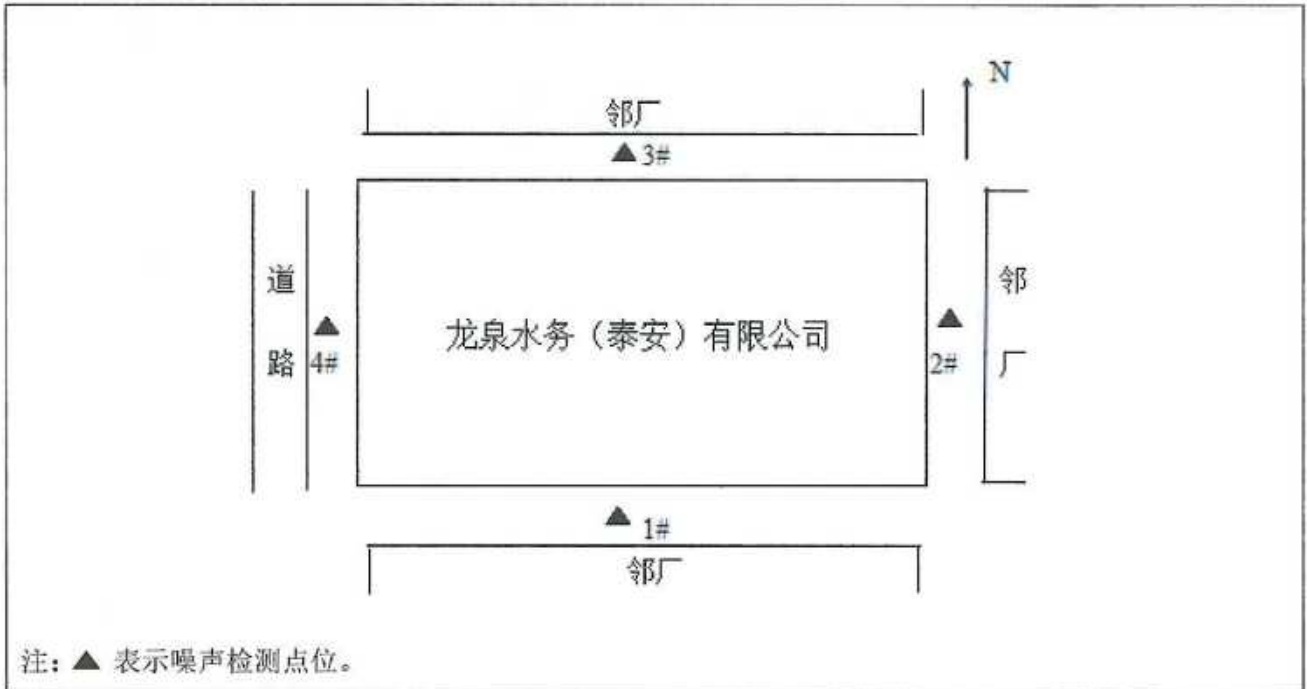 N
邻厂
▲ 3#
道路
▲
4#
龙泉水务（泰安）有限公司
▲
2#
邻厂
▲ 1#
邻厂
注：▲ 表示噪声检测点位。